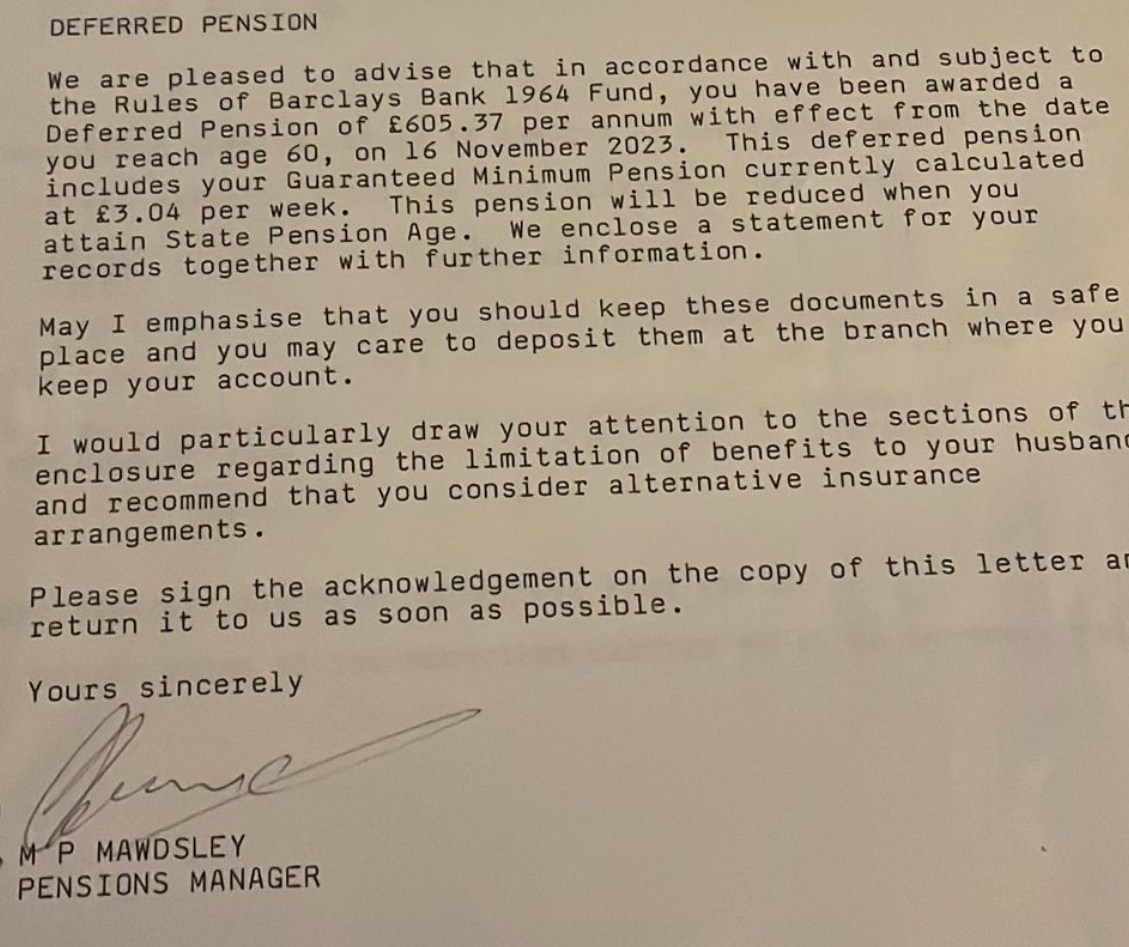 DEFERRED PENSION
We are pleased to advise that in accordance with and subject to
the Rules of Barclays Bank 1964 Fund, you have been awarded a
Deferred Pension of £605.37 per annum with effect from the date
you reach age 60, on 16 November 2023. This deferred pension
includes your Guaranteed Minimum Pension currently calculated
at £3.04 per week. This pension will be reduced when you
attain State Pension Age. We enclose a statement for your
records together with further information.
May I emphasise that you should keep these documents in a safe
place and you may care to deposit them at the branch where you
keep your account.
I would particularly draw your attention to the sections of th
enclosure regarding the limitation of benefits to your husban
and recommend that you consider alternative insurance
arrangements.
Please sign the acknowledgement on the copy of this letter an
return it to us as soon as possible.
Yours sincerely
M P MAWDSLEY
PENSIONS MANAGER